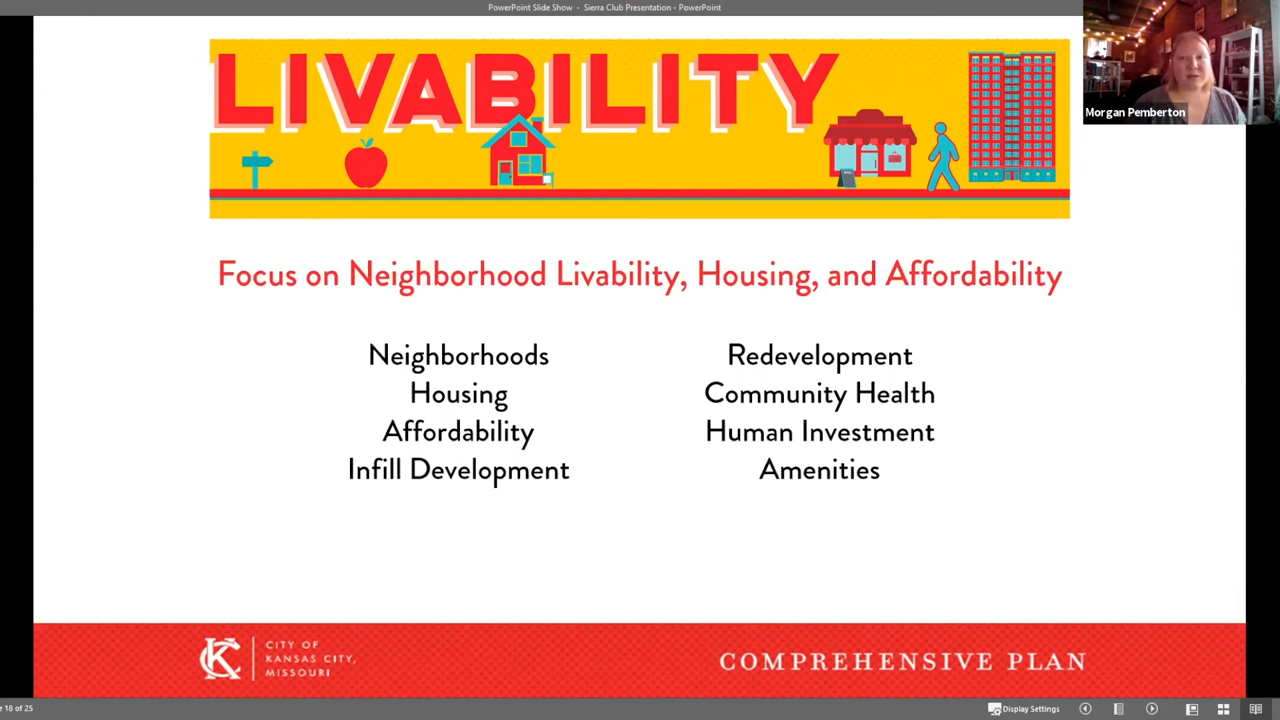 PowerPoint Slide Show - Sierra Club Presentation - PowerPoint
LIVABILITY
Morgan Pemberton
Focus on Neighborhood Livability, Housing, and Affordability
Neighborhoods
Housing
Affordability
Infill Development
Redevelopment
Community Health
Human Investment
Amenities
KC
CITY OF
KANSAS CITY,
MISSOURI
COMPREHENSIVE PLAN
18 of 25
Display Settings